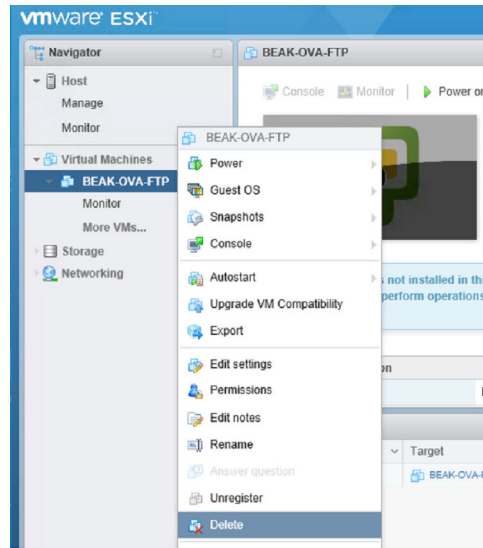 vmware ESXi
Navigator
BEAK-OVA-FTP
Host
Manage
Monitor
Console Monitor Power on
Virtual Machines
BEAK-OVA-FTP
Monitor
More VMs...
Storage
Networking
BEAK-OVA-FTP
Power
Guest OS
Snapshots
Console
Autostart
Upgrade VM Compatibility
Export
Edit settings
Permissions
Edit notes
Rename
Answer question
Unregister
Delete
not installed in
perform operations
Target
BEAK-OVA-